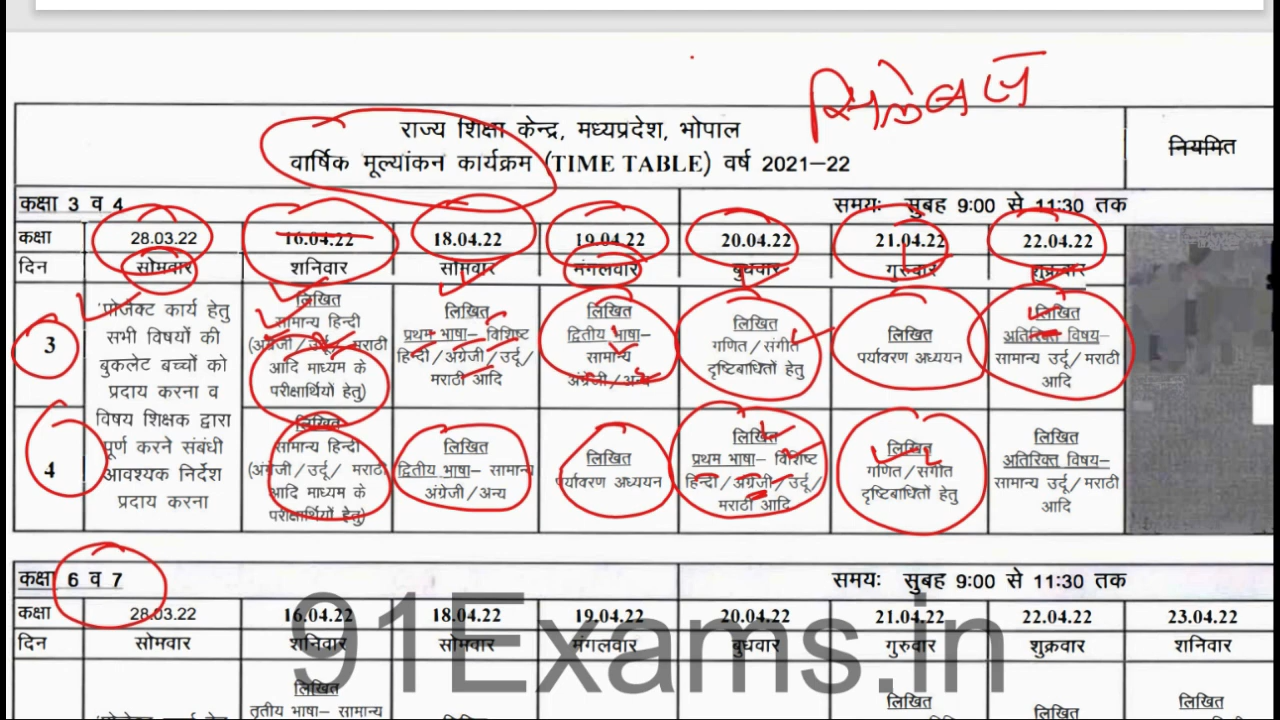 सिलेबस
राज्य शिक्षा केन्द्र, मध्यप्रदेश, भोपाल
वार्षिक मूल्यांकन कार्यक्रम (TIME TABLE) वर्ष 2021–22
नियमित
कक्षा 3 व 4
समयः सुबह 9:00 से 11:30 तक
कक्षा 28.03.22 16.04.22 18.04.22 19.04.22 20.04.22 21.04.22 22.04.22
दिन सोमवार शनिवार सोमवार मंगलवार बुधवार गुरुवार शुक्रवार
3
प्रोजेक्ट कार्य हेतु
सभी विषयों की
बुकलेट बच्चों को
प्रदाय करना व
विषय शिक्षक द्वारा
पूर्ण करने संबंधी
आवश्यक निर्देश
प्रदाय करना
लिखित
सामान्य हिन्दी
(अंग्रेजी/उर्दू/ मराठी
आदि माध्यम के
परीक्षार्थियों हेतु)
लिखित
प्रथम भाषा– विशिष्ट
हिन्दी/अंग्रेजी/उर्दू/
मराठी आदि
लिखित
द्वितीय भाषा–
सामान्य
अंग्रेजी/अन्य
लिखित
गणित/संगीत
दृष्टिबाधितों हेतु
लिखित
पर्यावरण अध्ययन
लिखित
अतिरिक्त विषय–
सामान्य उर्दू/मराठी
आदि
4
लिखित
सामान्य हिन्दी
(अंग्रेजी/उर्दू/ मराठी
आदि माध्यम के
परीक्षार्थियों हेतु)
लिखित
द्वितीय भाषा– सामान्य
अंग्रेजी/अन्य
लिखित
पर्यावरण अध्ययन
लिखित
प्रथम भाषा– विशिष्ट
हिन्दी/अंग्रेजी/उर्दू/
मराठी आदि
लिखित
गणित/संगीत
दृष्टिबाधितों हेतु
लिखित
अतिरिक्त विषय–
सामान्य उर्दू/मराठी
आदि
कक्षा 6 व 7
समयः सुबह 9:00 से 11:30 तक
कक्षा 28.03.22 16.04.22 18.04.22 19.04.22 20.04.22 21.04.22 22.04.22 23.04.22
दिन सोमवार शनिवार सोमवार मंगलवार बुधवार गुरुवार शुक्रवार शनिवार
91Exams.in
लिखित
तृतीय भाषा– सामान्य
लिखित
लिखित
लिखित
लिखित